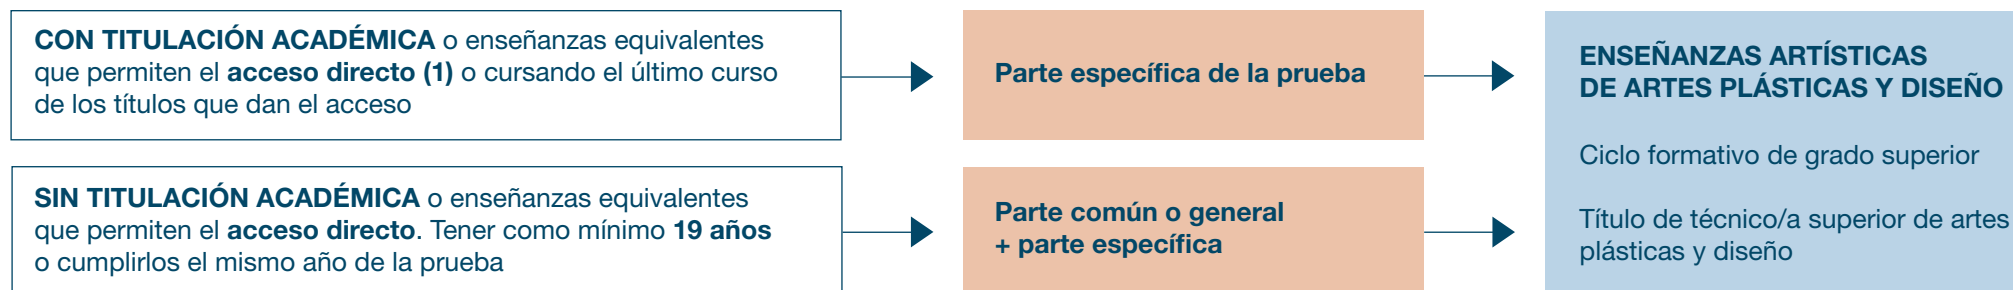 CON TITULACIÓN ACADÉMICA o enseñanzas equivalentes
que permiten el acceso directo (1) o cursando el último curso
de los títulos que dan el acceso
Parte específica de la prueba
SIN TITULACIÓN ACADÉMICA o enseñanzas equivalentes
que permiten el acceso directo. Tener como mínimo 19 años
o cumplirlos el mismo año de la prueba
Parte común o general
+ parte específica
ENSEÑANZAS ARTÍSTICAS
DE ARTES PLÁSTICAS Y DISEÑO
Ciclo formativo de grado superior
Título de técnico/a superior de artes
plásticas y diseño